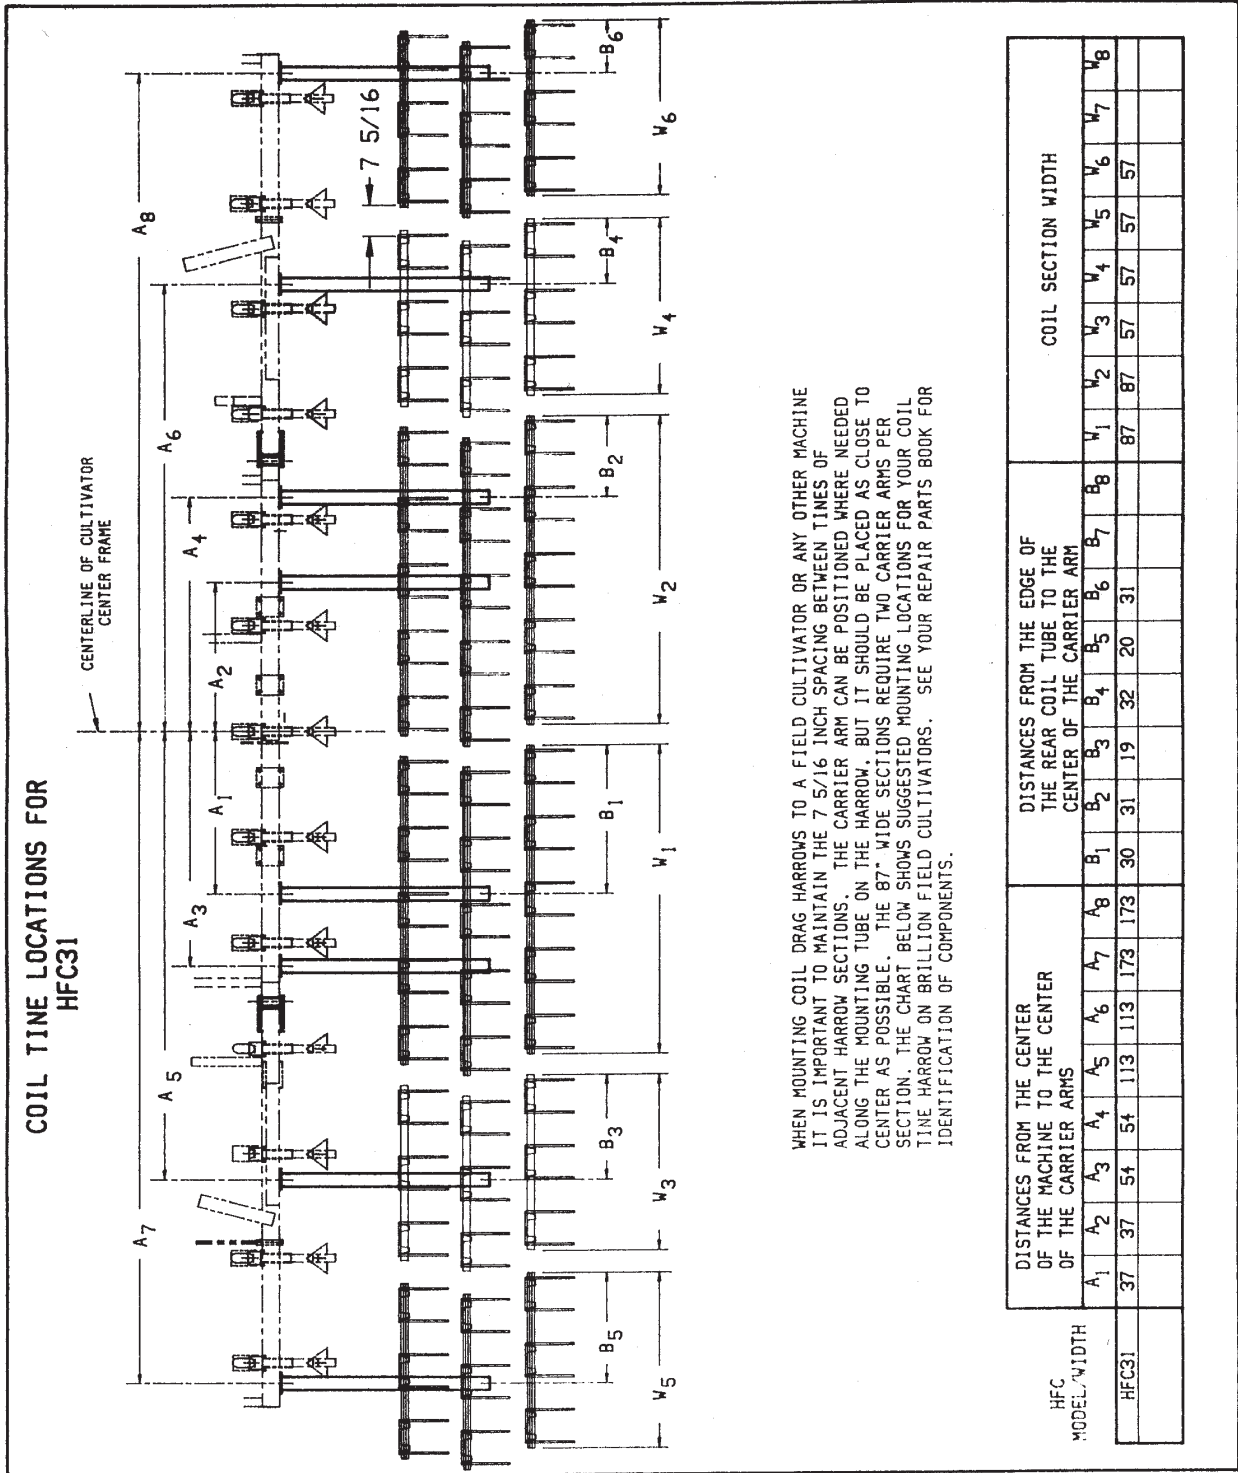 COIL TINE LOCATIONS FOR
HFC31
CENTERLINE OF CULTIVATOR
CENTER FRAME
A7
A8
A5
A6
A3
A4
A1
A2
7 5/16
B5
B3
B1
B2
B4
B6
W5
W3
W1
W2
W4
W6
WHEN MOUNTING COIL DRAG HARROWS TO A FIELD CULTIVATOR OR ANY OTHER MACHINE
IT IS IMPORTANT TO MAINTAIN THE 7 5/16 INCH SPACING BETWEEN TINES OF
ADJACENT HARROW SECTIONS. THE CARRIER ARM CAN BE POSITIONED WHERE NEEDED
ALONG THE MOUNTING TUBE ON THE HARROW, BUT IT SHOULD BE PLACED AS CLOSE TO
CENTER AS POSSIBLE. THE 87" WIDE SECTIONS REQUIRE TWO CARRIER ARMS PER
SECTION. THE CHART BELOW SHOWS SUGGESTED MOUNTING LOCATIONS FOR YOUR COIL
TINE HARROW ON BRILLION FIELD CULTIVATORS. SEE YOUR REPAIR PARTS BOOK FOR
IDENTIFICATION OF COMPONENTS.
HFC
MODEL/WIDTH
DISTANCES FROM THE CENTER
OF THE MACHINE TO THE CENTER
OF THE CARRIER ARMS
DISTANCES FROM THE EDGE OF
THE REAR COIL TUBE TO THE
CENTER OF THE CARRIER ARM
COIL SECTION WIDTH
A1 A2 A3 A4 A5 A6 A7 A8 B1 B2 B3 B4 B5 B6 B7 B8 W1 W2 W3 W4 W5 W6 W7 W8
HFC31 37 37 54 54 113 113 173 173 30 31 19 32 20 31 87 87 57 57 57 57